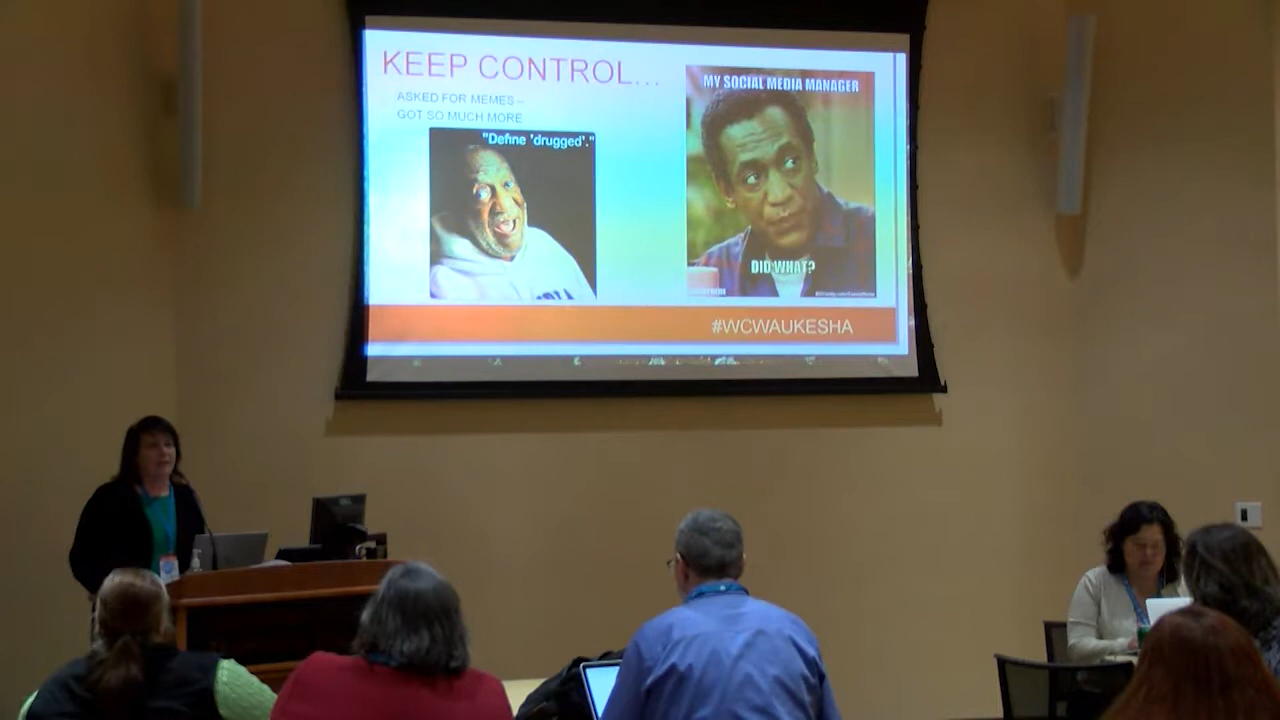 KEEP CONTROL...
ASKED FOR MEMES –
GOT SO MUCH MORE
"Define 'drugged'."
MY SOCIAL MEDIA MANAGER
DID WHAT?
#WCWAUKESHA